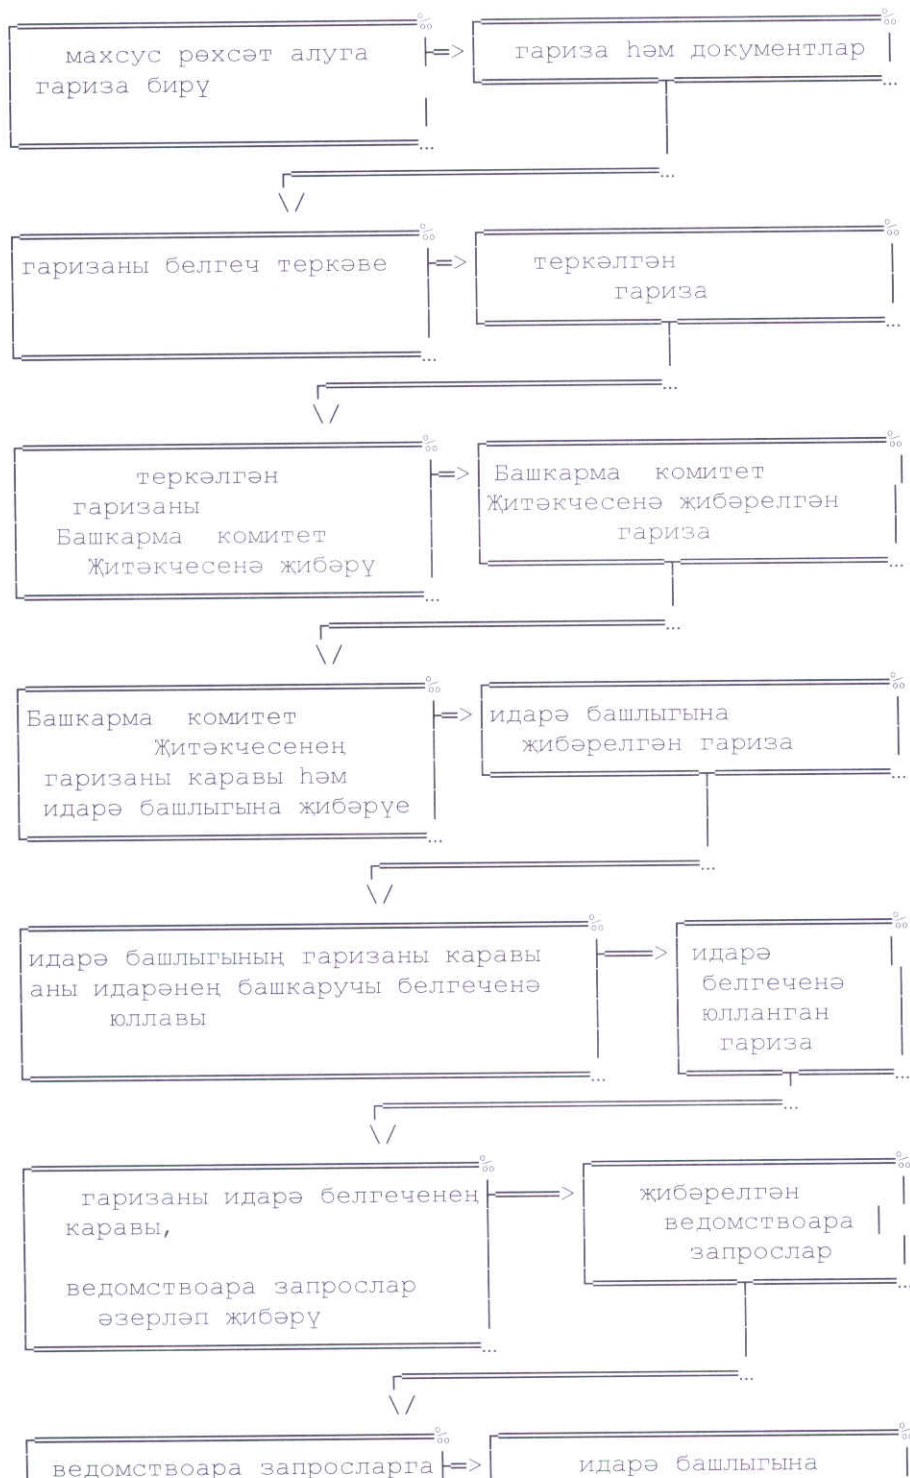 махсус рөхсәт алуга
гариза бирү
гариза һәм документлар
гаризаны белгеч теркәве
теркәлгән
гариза
теркәлгән
гаризаны
Башкарма комитет
Җитәкчесенә җибәрү
Башкарма комитет
Җитәкчесенә җибәрелгән
гариза
Башкарма комитет
Җитәкчесенең
гаризаны каравы һәм
идарә башлыгына җибәрүе
идарә башлыгына
җибәрелгән гариза
идарә башлыгының гаризаны каравы
аны идарәнең башкаручы белгеченә
юллавы
идарә
белгеченә
юлланган
гариза
гаризаны идарә белгеченең
каравы,
ведомствоара запрослар
әзерләп җибәрү
җибәрелгән
ведомствоара
запрослар
ведомствоара запросларга
идарә башлыгына